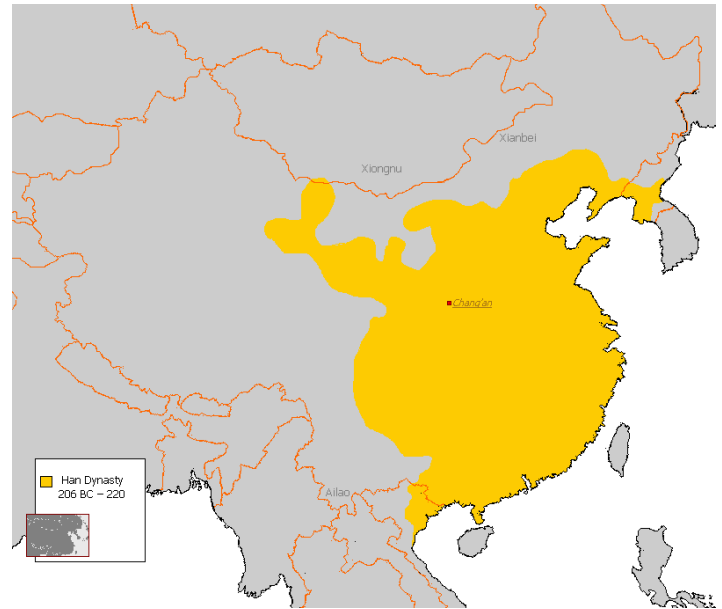 Xianbei
Xiongnu
Chang'an
Ailao
Han Dynasty
206 BC – 220